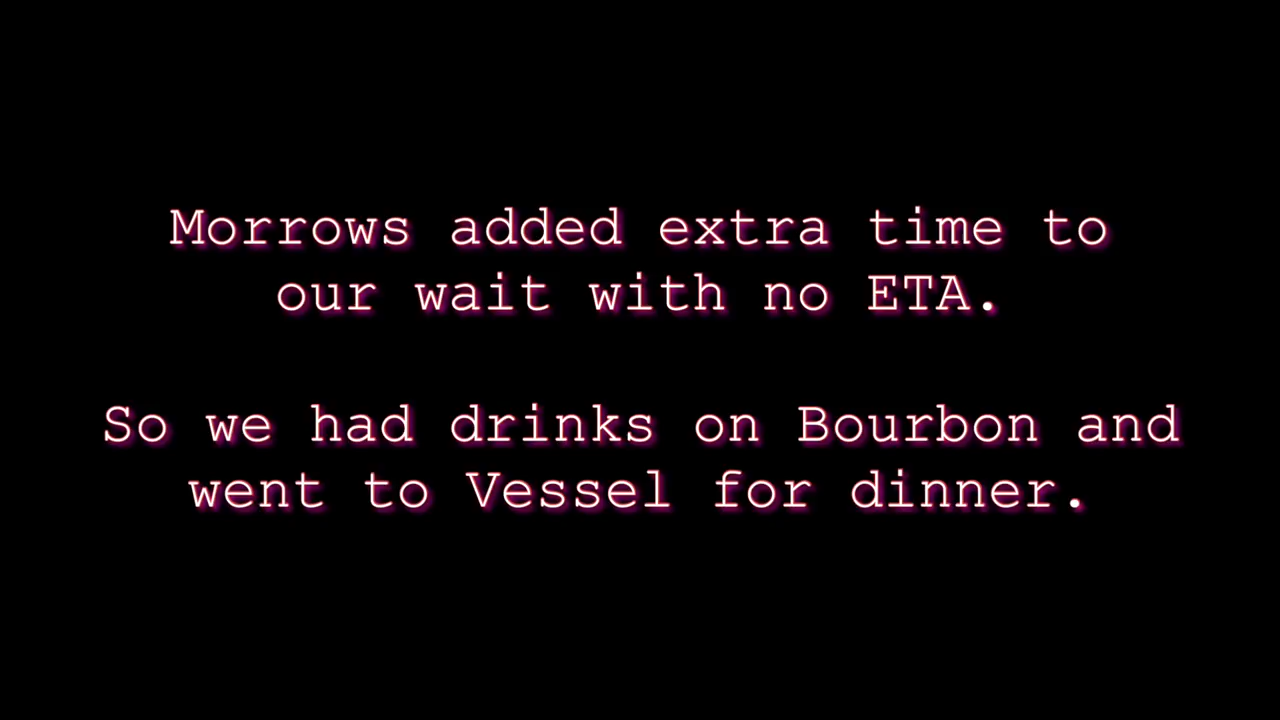 Morrows added extra time to
our wait with no ETA.
So we had drinks on Bourbon and
went to Vessel for dinner.